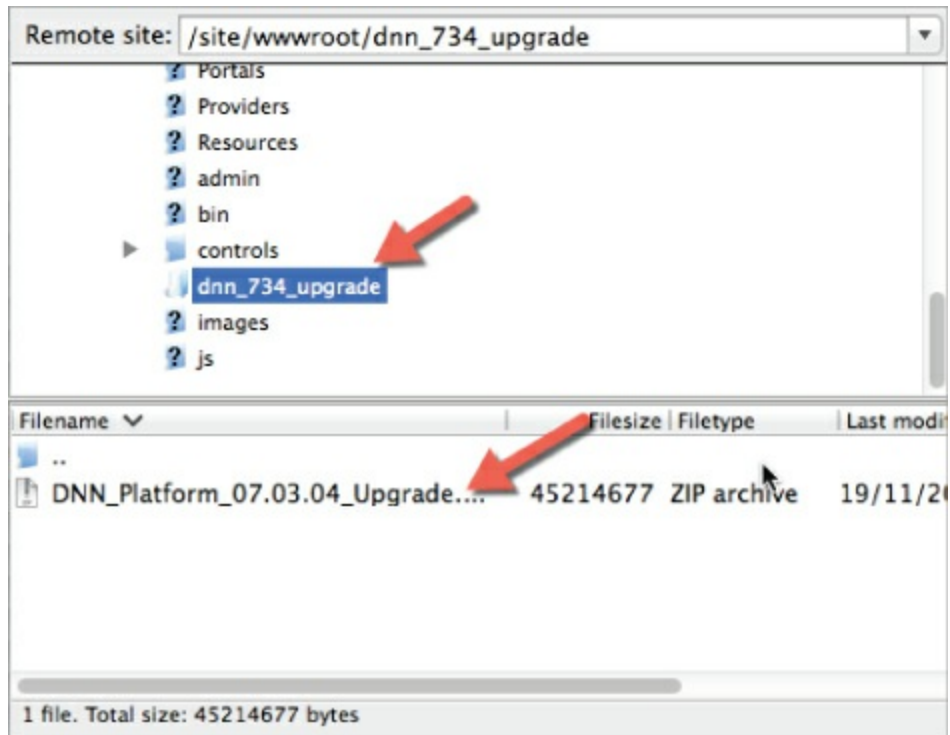 Remote site: /site/wwwroot/dnn_734_upgrade
Portals
Providers
Resources
admin
bin
controls
dnn_734_upgrade
images
js
Filename Filesize Filetype Last modi
..
DNN_Platform_07.03.04_Upgrade.... 45214677 ZIP archive 19/11/20
1 file. Total size: 45214677 bytes